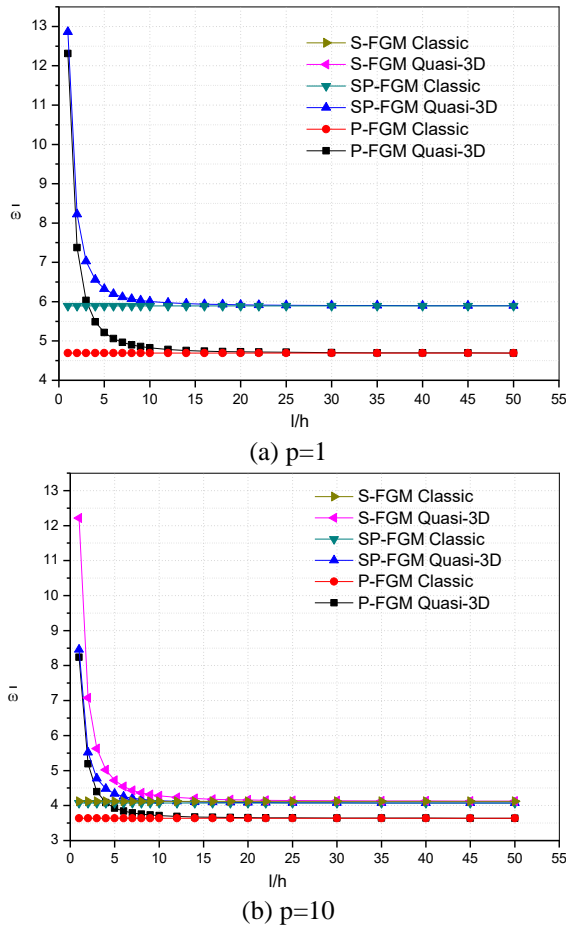 13
12
11
10
9
8
7
6
5
4
ω̄
S-FGM Classic
S-FGM Quasi-3D
SP-FGM Classic
SP-FGM Quasi-3D
P-FGM Classic
P-FGM Quasi-3D
0 5 10 15 20 25 30 35 40 45 50 55
l/h
(a) p=1
13
12
11
10
9
8
7
6
5
4
3
ω̄
S-FGM Classic
S-FGM Quasi-3D
SP-FGM Classic
SP-FGM Quasi-3D
P-FGM Classic
P-FGM Quasi-3D
0 5 10 15 20 25 30 35 40 45 50 55
l/h
(b) p=10